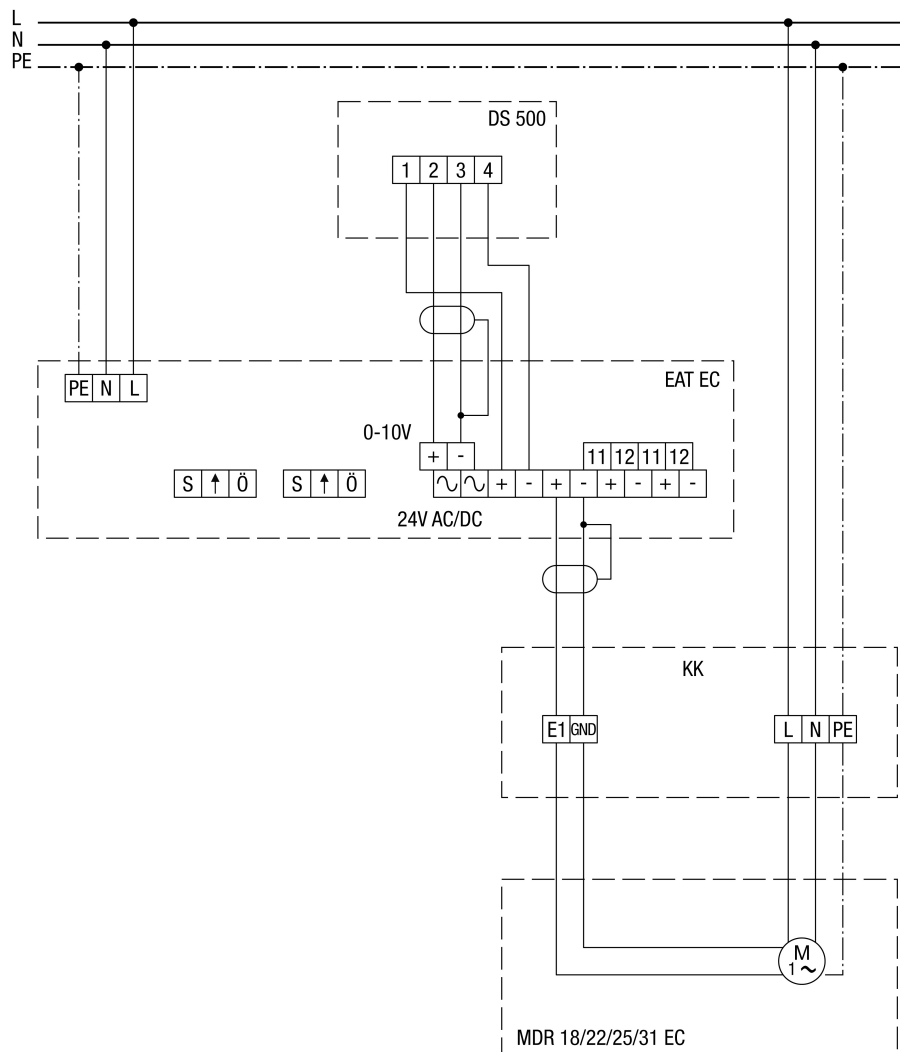 L
N
PE
DS 500
1 2 3 4
EAT EC
PE N L
0-10V
+ -
11 12 11 12
S ↑ Ö S ↑ Ö
∿ ∿ + - + - + - + -
24V AC/DC
KK
E1 GND
L N PE
M
1 ~
MDR 18/22/25/31 EC